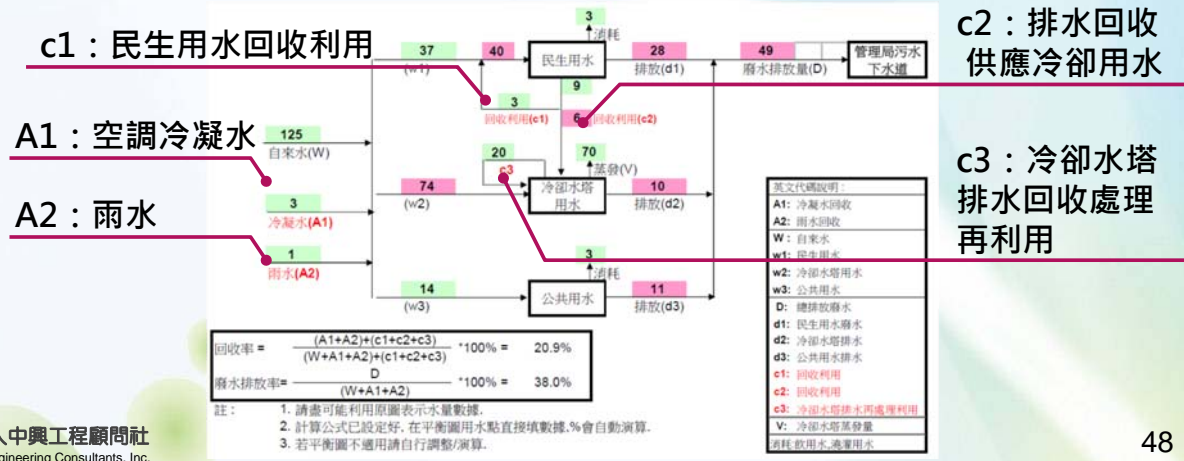 c1：民生用水回收利用
A1：空調冷凝水
A2：雨水
c2：排水回收
供應冷卻用水
c3：冷卻水塔
排水回收處理
再利用
3
消耗
37
(w1)
40
民生用水
28
排放(d1)
49
廢水排放量(D)
管理局污水
下水道
9
3
回收利用(c1)
6
回收利用(c2)
125
自來水(W)
20
c3
70
蒸發(V)
74
(w2)
冷卻水塔
用水
10
排放(d2)
3
冷凝水(A1)
1
雨水(A2)
3
消耗
14
(w3)
公共用水
11
排放(d3)
英文代碼說明：
A1: 冷凝水回收
A2: 雨水回收
W : 自來水
w1: 民生用水
w2: 冷卻水塔用水
w3: 公共用水
D: 總排放廢水
d1: 民生用水廢水
d2: 冷卻水塔排水
d3: 公共用水排水
c1: 回收利用
c2: 回收利用
c3: 冷卻水塔排水再處理利用
V: 冷卻水塔蒸發量
消耗:飲用水,澆灌用水
回收率 = (A1+A2)+(c1+c2+c3) *100% = 20.9%
(W+A1+A2)+(c1+c2+c3)
廢水排放率= D *100% = 38.0%
(W+A1+A2)
註： 1. 請盡可能利用原圖表示水量數據.
2. 計算公式已設定好, 在平衡圖用水點直接填數據,%會自動演算.
3. 若平衡圖不適用請自行調整/演算.
人中興工程顧問社
gineering Consultants, Inc.
48